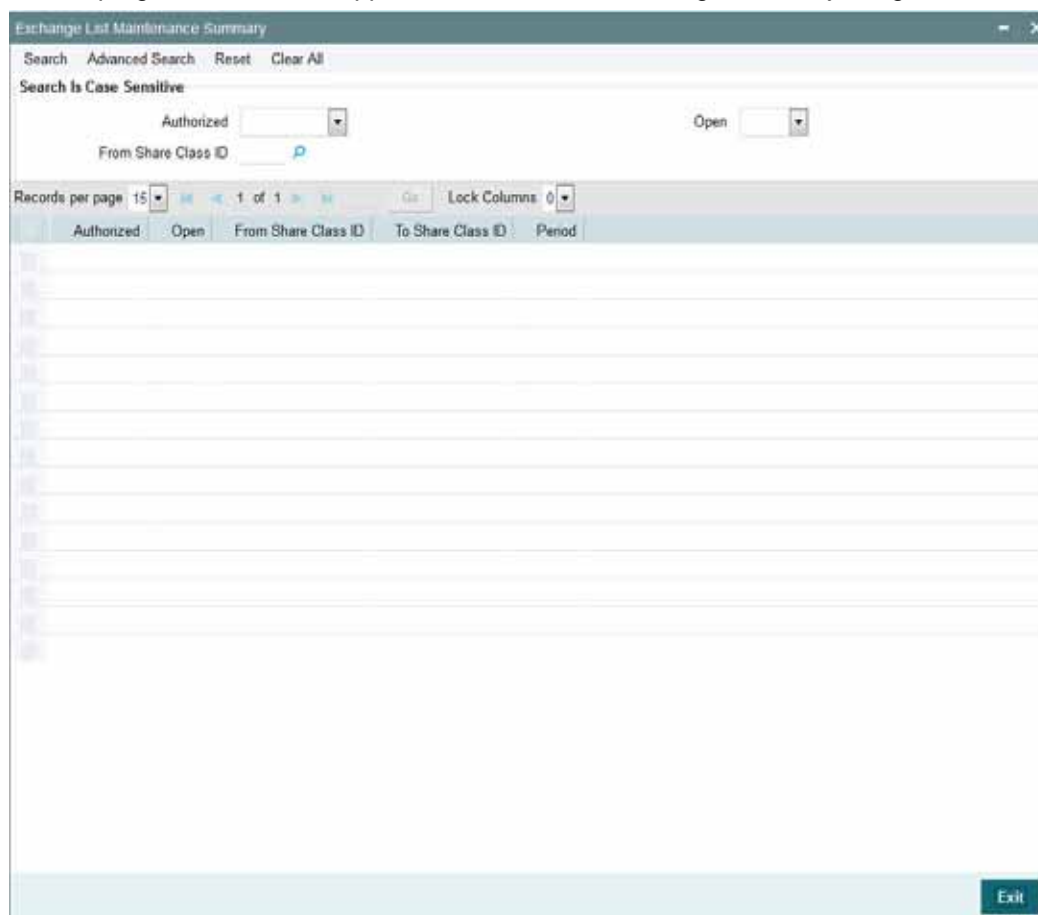 Exchange List Maintenance Summary
Search Advanced Search Reset Clear All
Search Is Case Sensitive
Authorized Open
From Share Class ID
Records per page 15 1 of 1 Go Lock Columns 0
Authorized Open From Share Class ID To Share Class ID Period
Exit